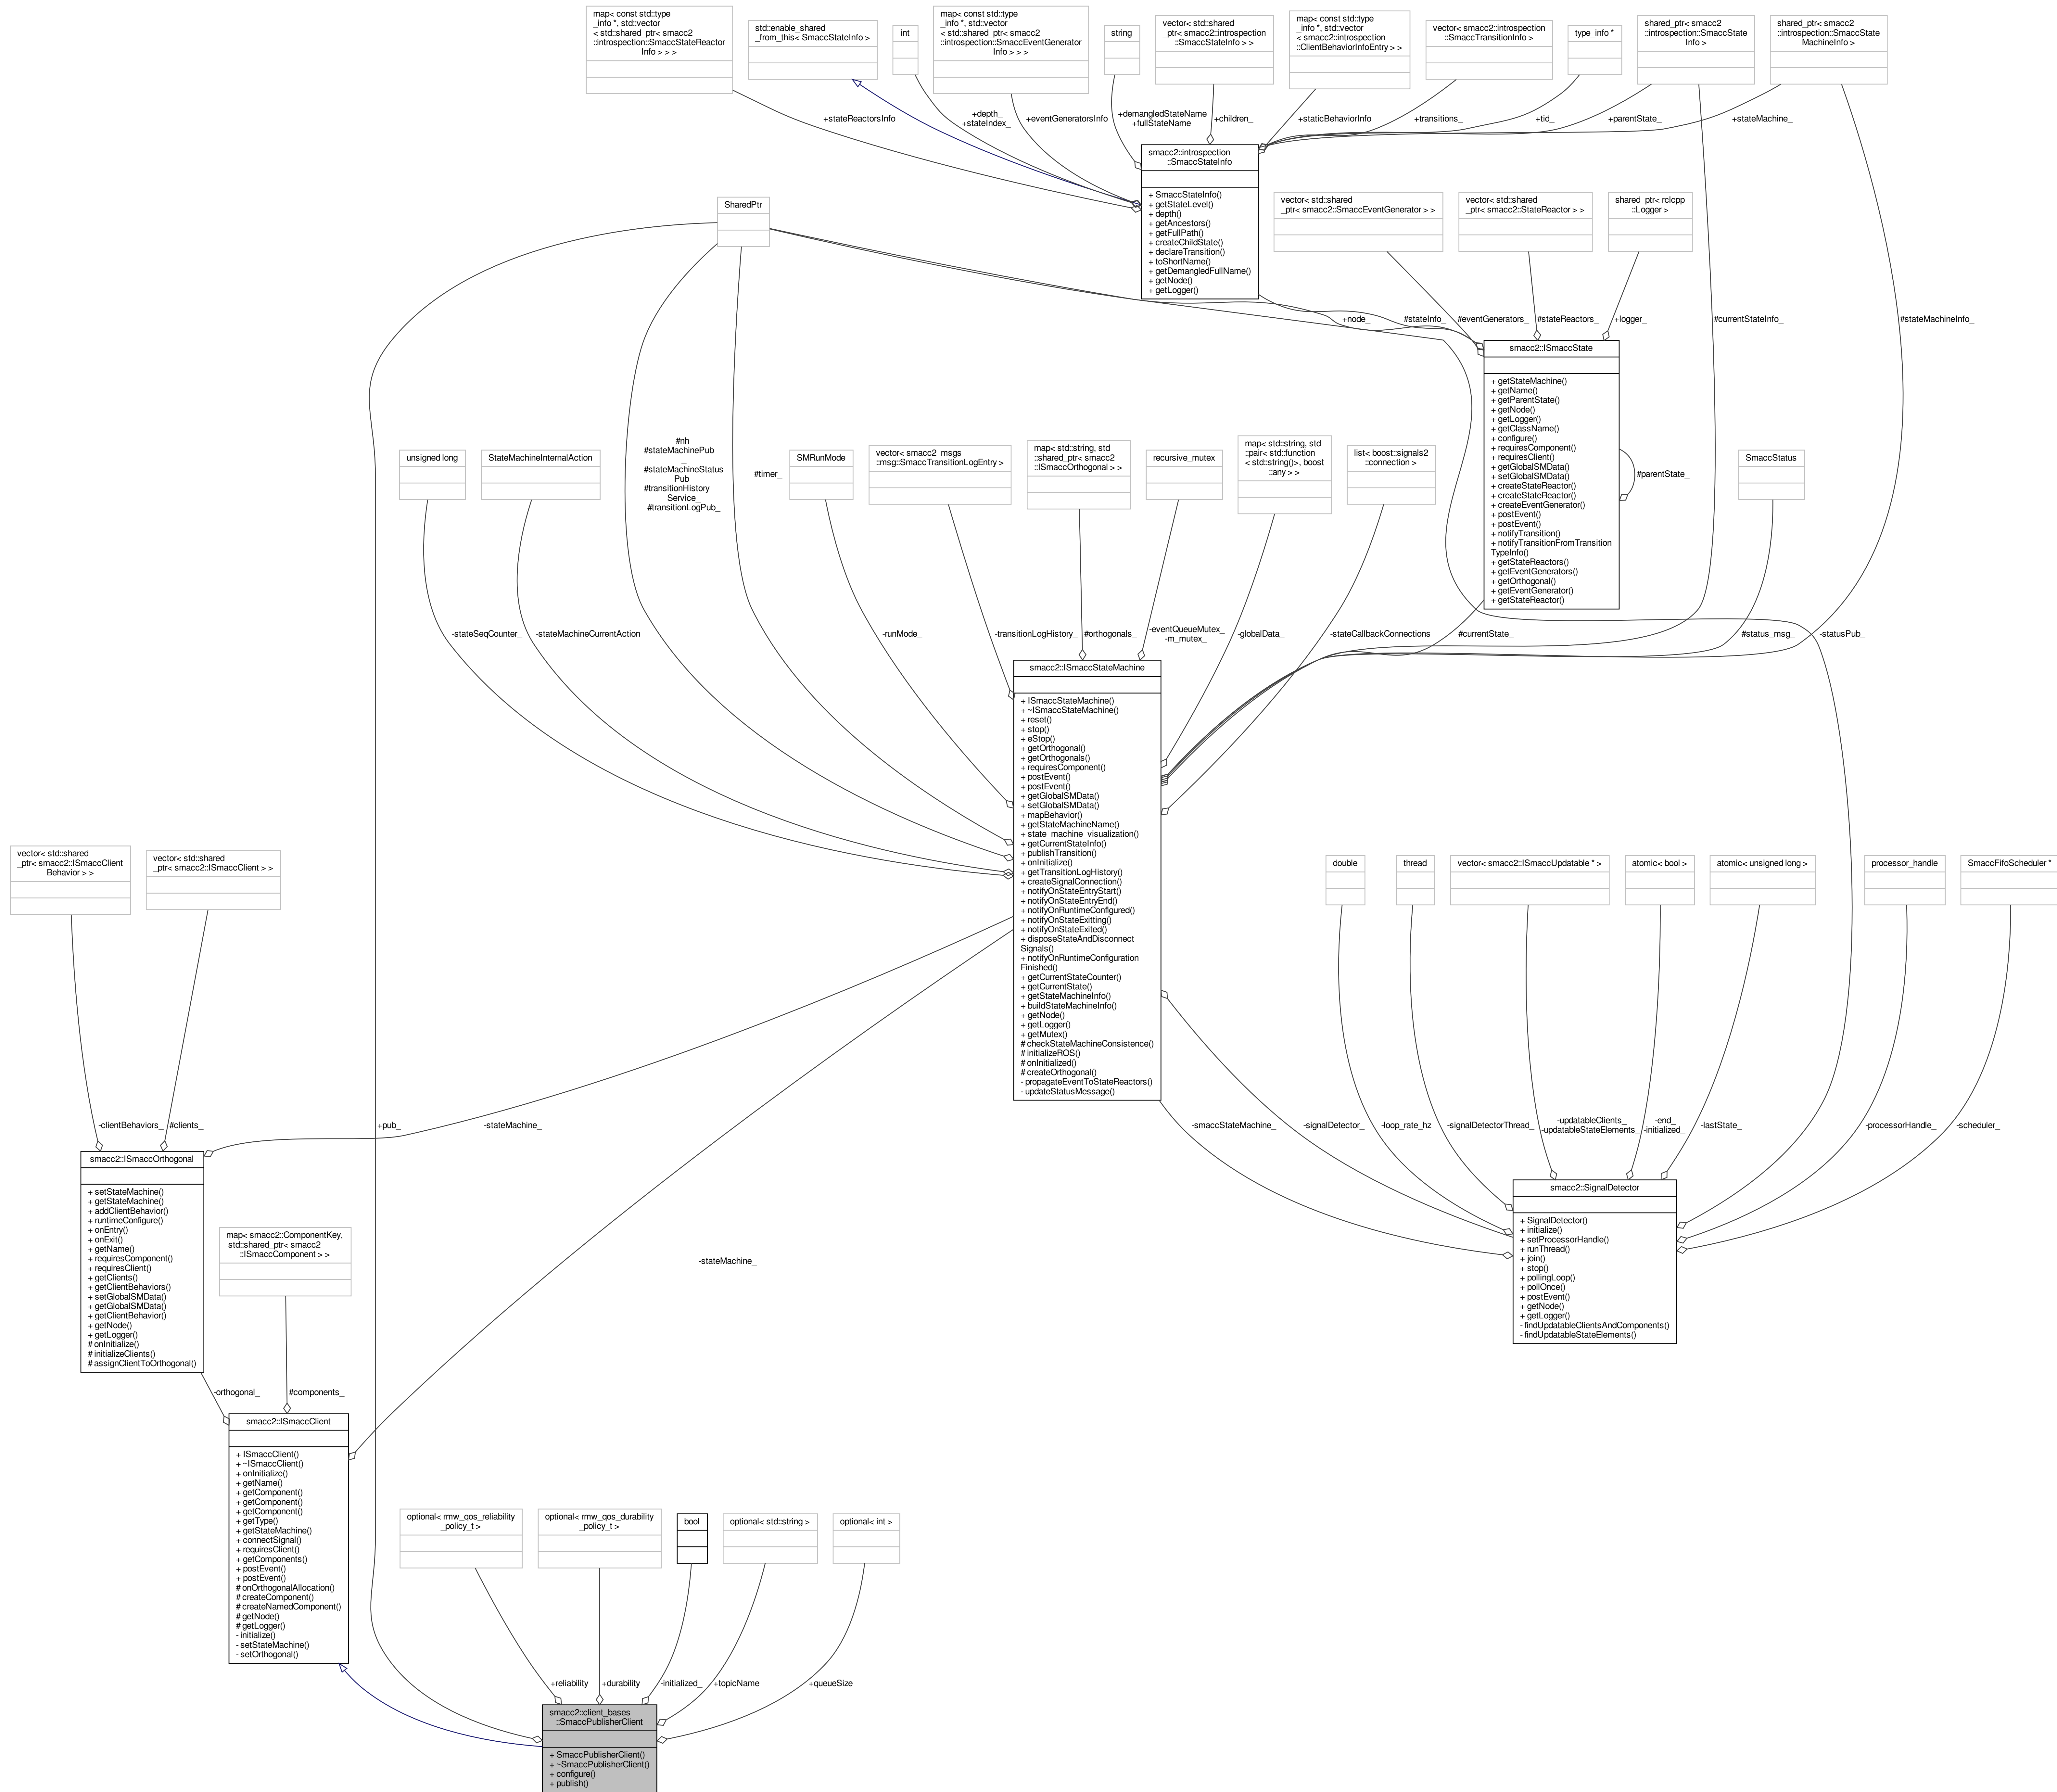 map< const std::type
_info *, std::vector
< std::shared_ptr< smacc2
::introspection::SmaccStateReactor
Info > > >
std::enable_shared
_from_this< SmaccStateInfo >
int
map< const std::type
_info *, std::vector
< std::shared_ptr< smacc2
::introspection::SmaccEventGenerator
Info > > >
string
vector< std::shared
_ptr< smacc2::introspection
::SmaccStateInfo > >
map< const std::type
_info *, std::vector
< smacc2::introspection
::ClientBehaviorInfoEntry > >
vector< smacc2::introspection
::SmaccTransitionInfo >
type_info *
shared_ptr< smacc2
::introspection::SmaccState
Info >
shared_ptr< smacc2
::introspection::SmaccState
MachineInfo >
+stateReactorsInfo
+depth_
+stateIndex_
+eventGeneratorsInfo
+demangledStateName
+fullStateName
+children_
+staticBehaviorInfo
+transitions_
+tid_
+parentState_
+stateMachine_
smacc2::introspection
::SmaccStateInfo
+ SmaccStateInfo()
+ getStateLevel()
+ depth()
+ getAncestors()
+ getFullPath()
+ createChildState()
+ declareTransition()
+ toShortName()
+ getDemangledFullName()
+ getNode()
+ getLogger()
SharedPtr
vector< std::shared
_ptr< smacc2::SmaccEventGenerator > >
vector< std::shared
_ptr< smacc2::StateReactor > >
shared_ptr< rclcpp
::Logger >
+node_
#stateInfo_
#eventGenerators_
#stateReactors_
+logger_
#currentStateInfo_
#stateMachineInfo_
smacc2::ISmaccState
+ getStateMachine()
+ getName()
+ getParentState()
+ getNode()
+ getLogger()
+ getClassName()
+ configure()
+ requiresComponent()
+ requiresClient()
+ getGlobalSMData()
+ setGlobalSMData()
+ createStateReactor()
+ createStateReactor()
+ createEventGenerator()
+ postEvent()
+ postEvent()
+ notifyTransition()
+ notifyTransitionFromTransition
TypeInfo()
+ getStateReactors()
+ getEventGenerators()
+ getOrthogonal()
+ getEventGenerator()
+ getStateReactor()
#parentState_
unsigned long
StateMachineInternalAction
#nh_
#stateMachinePub
_
#stateMachineStatus
Pub_
#transitionHistory
Service_
#transitionLogPub_
#timer_
SMRunMode
vector< smacc2_msgs
::msg::SmaccTransitionLogEntry >
map< std::string, std
::shared_ptr< smacc2
::ISmaccOrthogonal > >
recursive_mutex
map< std::string, std
::pair< std::function
< std::string()>, boost
::any > >
list< boost::signals2
::connection >
SmaccStatus
-stateSeqCounter_
-stateMachineCurrentAction
-runMode_
-transitionLogHistory_
#orthogonals_
-eventQueueMutex_
-m_mutex_
-globalData_
-stateCallbackConnections
#currentState_
#status_msg_
-statusPub_
smacc2::ISmaccStateMachine
+ ISmaccStateMachine()
+ ~ISmaccStateMachine()
+ reset()
+ stop()
+ eStop()
+ getOrthogonal()
+ getOrthogonals()
+ requiresComponent()
+ postEvent()
+ postEvent()
+ getGlobalSMData()
+ setGlobalSMData()
+ mapBehavior()
+ getStateMachineName()
+ state_machine_visualization()
+ getCurrentStateInfo()
+ publishTransition()
+ onInitialize()
+ getTransitionLogHistory()
+ createSignalConnection()
+ notifyOnStateEntryStart()
+ notifyOnStateEntryEnd()
+ notifyOnRuntimeConfigured()
+ notifyOnStateExitting()
+ notifyOnStateExited()
+ disposeStateAndDisconnect
Signals()
+ notifyOnRuntimeConfiguration
Finished()
+ getCurrentStateCounter()
+ getCurrentState()
+ getStateMachineInfo()
+ buildStateMachineInfo()
+ getNode()
+ getLogger()
+ getMutex()
# checkStateMachineConsistence()
# initializeROS()
# onInitialized()
# createOrthogonal()
- propagateEventToStateReactors()
- updateStatusMessage()
vector< std::shared
_ptr< smacc2::ISmaccClient
Behavior > >
vector< std::shared
_ptr< smacc2::ISmaccClient > >
double
thread
vector< smacc2::ISmaccUpdatable * >
atomic< bool >
atomic< unsigned long >
processor_handle
SmaccFifoScheduler *
-clientBehaviors_
#clients_
+pub_
-stateMachine_
-smaccStateMachine_
-signalDetector_
-loop_rate_hz
-signalDetectorThread_
-updatableClients_
-updatableStateElements_
-end_
-initialized_
-lastState_
-processorHandle_
-scheduler_
smacc2::ISmaccOrthogonal
+ setStateMachine()
+ getStateMachine()
+ addClientBehavior()
+ runtimeConfigure()
+ onEntry()
+ onExit()
+ getName()
+ requiresComponent()
+ requiresClient()
+ getClients()
+ getClientBehaviors()
+ setGlobalSMData()
+ getGlobalSMData()
+ getClientBehavior()
+ getNode()
+ getLogger()
# onInitialize()
# initializeClients()
# assignClientToOrthogonal()
smacc2::SignalDetector
+ SignalDetector()
+ initialize()
+ setProcessorHandle()
+ runThread()
+ join()
+ stop()
+ pollingLoop()
+ pollOnce()
+ postEvent()
+ getNode()
+ getLogger()
- findUpdatableClientsAndComponents()
- findUpdatableStateElements()
map< smacc2::ComponentKey,
std::shared_ptr< smacc2
::ISmaccComponent > >
-stateMachine_
-orthogonal_
#components_
smacc2::ISmaccClient
+ ISmaccClient()
+ ~ISmaccClient()
+ onInitialize()
+ getName()
+ getComponent()
+ getComponent()
+ getComponent()
+ getType()
+ getStateMachine()
+ connectSignal()
+ requiresClient()
+ getComponents()
+ postEvent()
+ postEvent()
# onOrthogonalAllocation()
# createComponent()
# createNamedComponent()
# getNode()
# getLogger()
- initialize()
- setStateMachine()
- setOrthogonal()
optional< rmw_qos_reliability
_policy_t >
optional< rmw_qos_durability
_policy_t >
bool
optional< std::string >
optional< int >
+reliability
+durability
-initialized_
+topicName
+queueSize
smacc2::client_bases
::SmaccPublisherClient
+ SmaccPublisherClient()
+ ~SmaccPublisherClient()
+ configure()
+ publish()